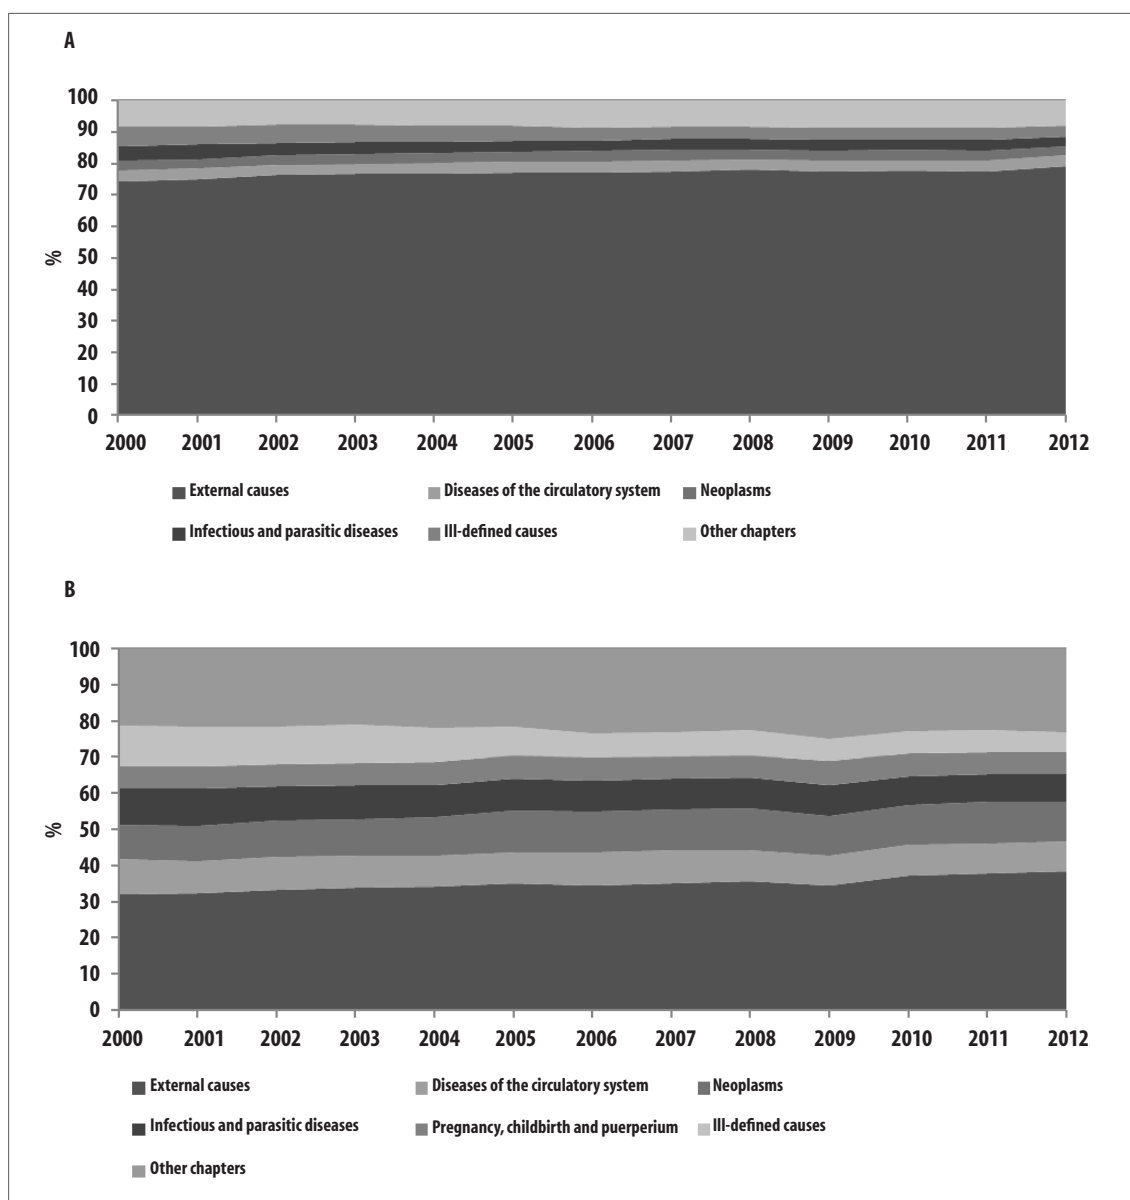 A
100
90
80
70
60
50
40
30
20
10
0
%
2000 2001 2002 2003 2004 2005 2006 2007 2008 2009 2010 2011 2012
External causes Diseases of the circulatory system Neoplasms
Infectious and parasitic diseases Ill-defined causes Other chapters
B
100
90
80
70
60
50
40
30
20
10
0
%
2000 2001 2002 2003 2004 2005 2006 2007 2008 2009 2010 2011 2012
External causes Diseases of the circulatory system Neoplasms
Infectious and parasitic diseases Pregnancy, childbirth and puerperium Ill-defined causes
Other chapters